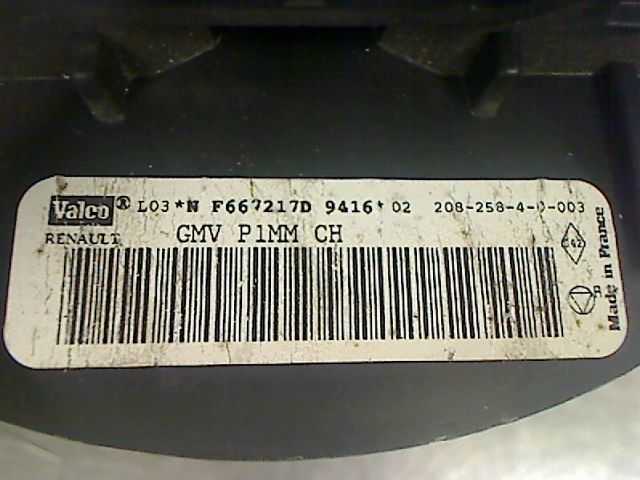 Valeo® L03 *N F667217D 9416* 02 208-258-4-0-003
RENAULT GMV P1MM CH
Made in France
B